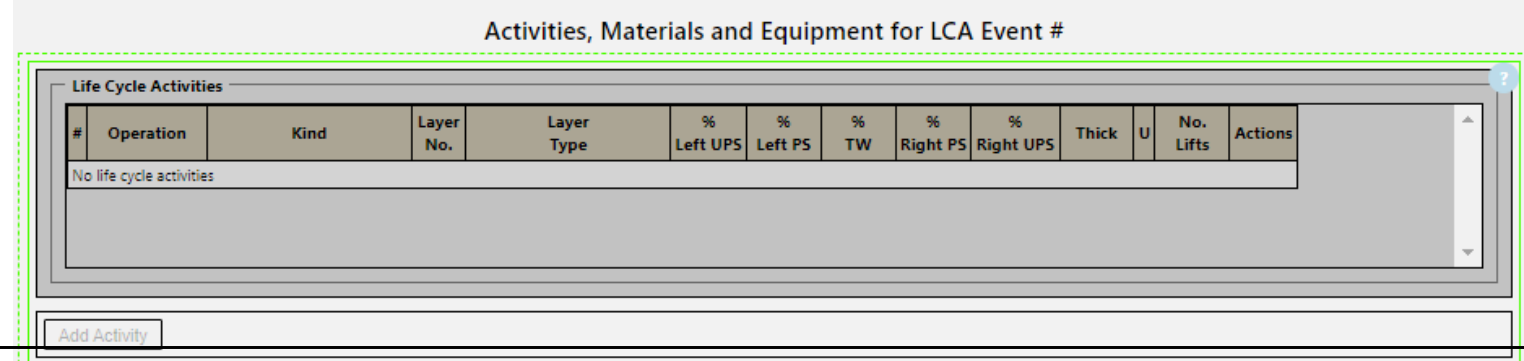 Activities, Materials and Equipment for LCA Event #
?
Life Cycle Activities
# Operation Kind Layer No. Layer Type % Left UPS % Left PS % TW % Right PS % Right UPS Thick U No. Lifts Actions
No life cycle activities
Add Activity